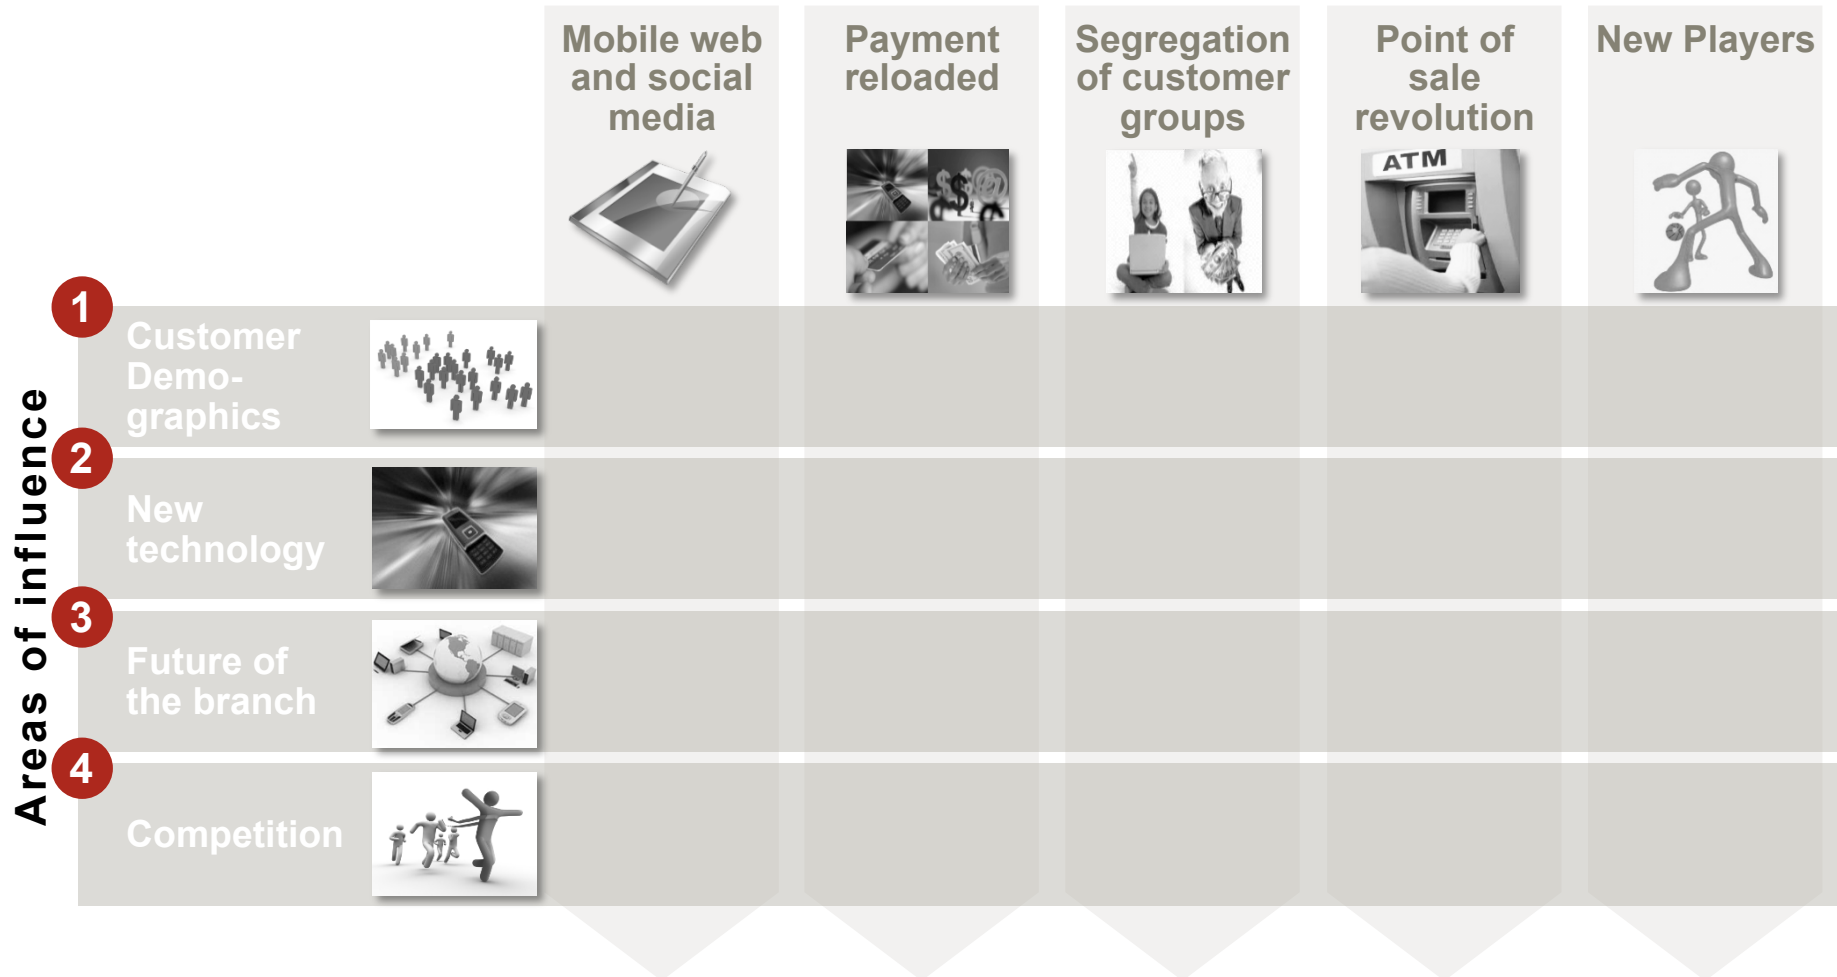 Mobile web
and social
media
Payment
reloaded
Segregation
of customer
groups
Point of
sale
revolution
New Players
ATM
Areas of influence
1
Customer
Demo-
graphics
2
New
technology
3
Future of
the branch
4
Competition